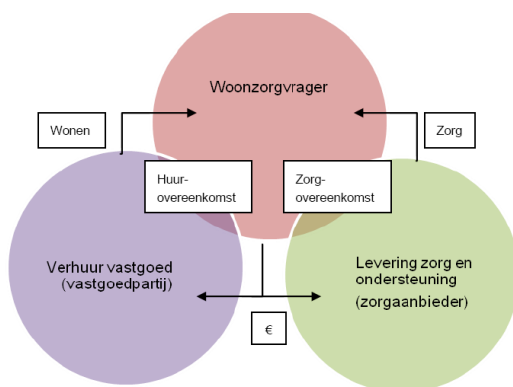 Woonzorgvrager
Wonen
Zorg
Huur-
overeenkomst
Zorg-
overeenkomst
Verhuur vastgoed
(vastgoedpartij)
Levering zorg en
ondersteuning
(zorgaanbieder)
€